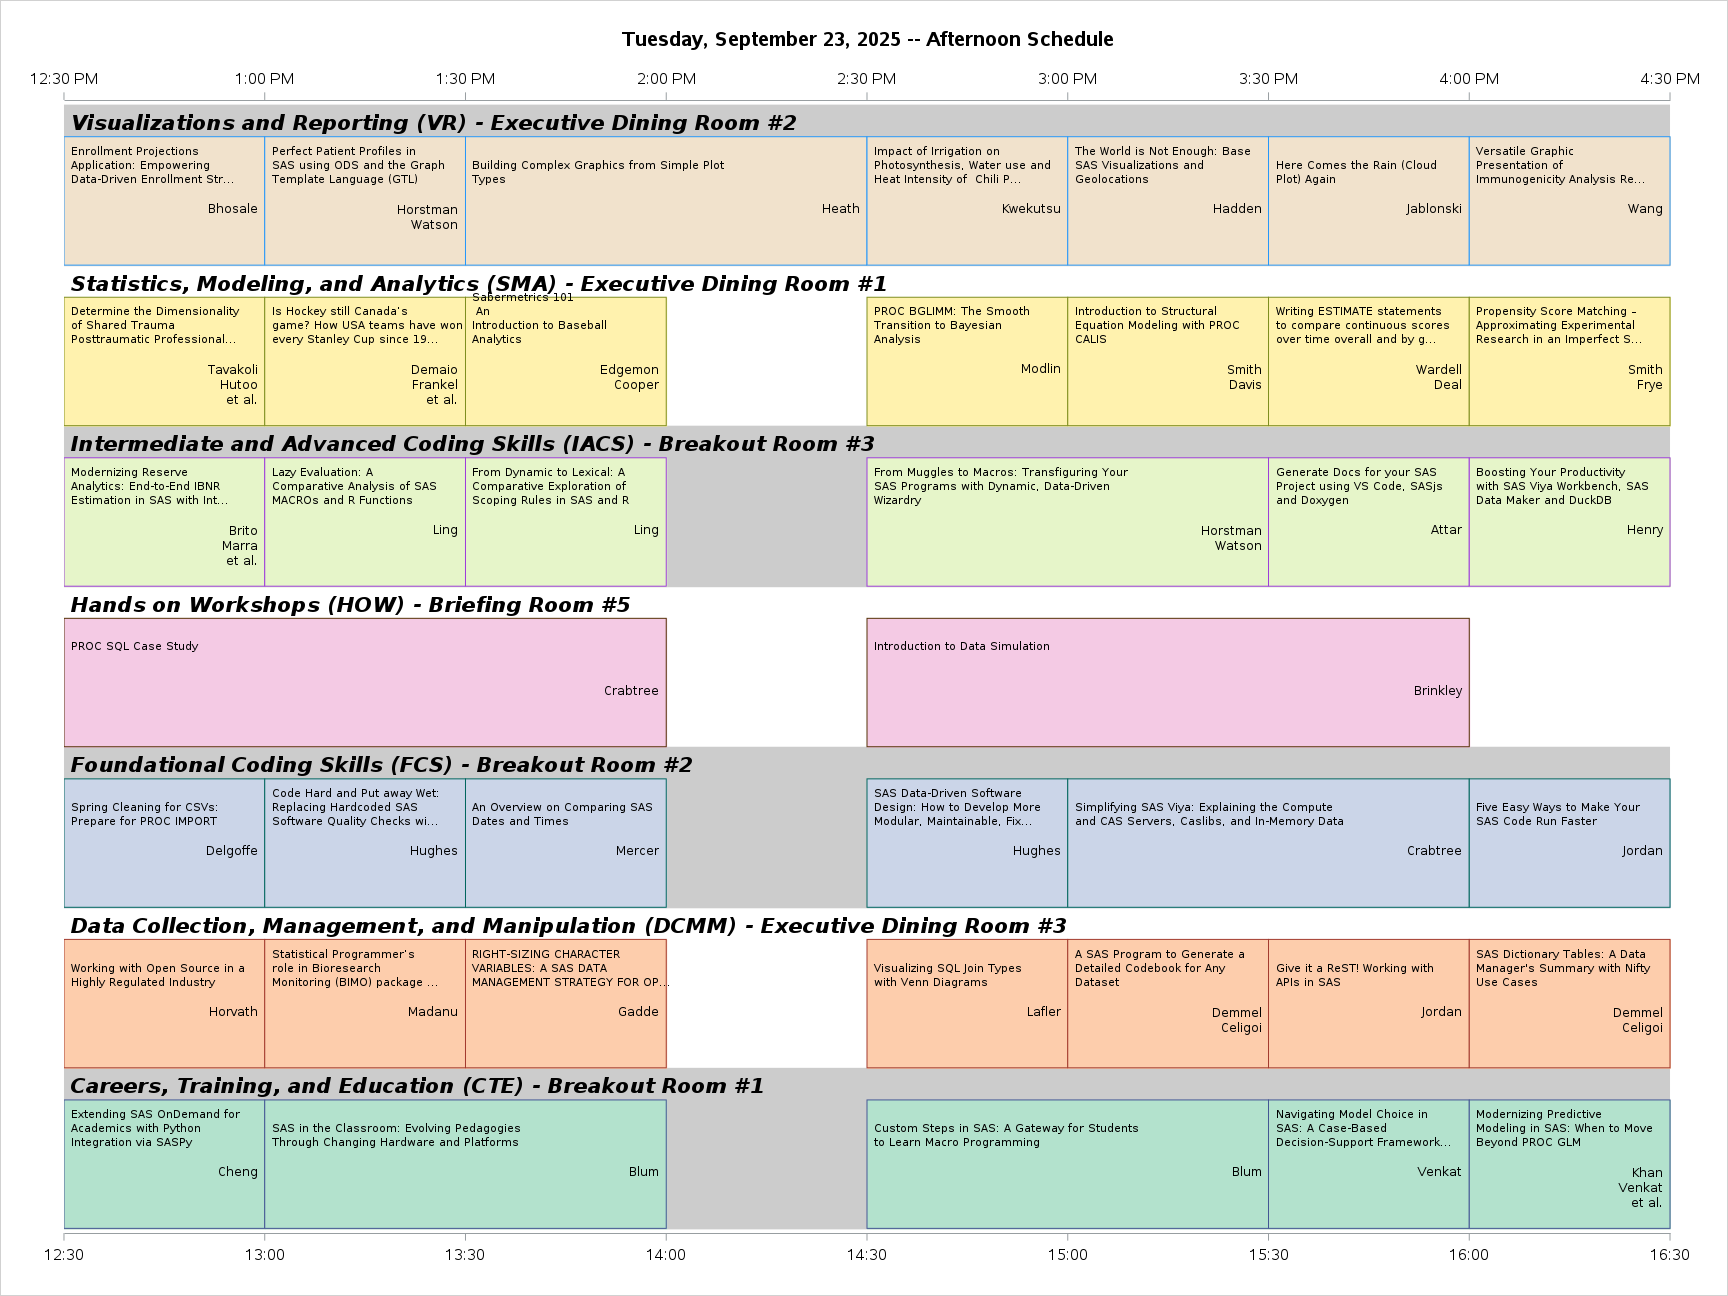 Tuesday, September 23, 2025 -- Afternoon Schedule
12:30 PM 1:00 PM 1:30 PM 2:00 PM 2:30 PM 3:00 PM 3:30 PM 4:00 PM 4:30 PM
Visualizations and Reporting (VR) - Executive Dining Room #2
Enrollment Projections
Application: Empowering
Data-Driven Enrollment Str...
Bhosale
Perfect Patient Profiles in
SAS using ODS and the Graph
Template Language (GTL)
Horstman
Watson
Building Complex Graphics from Simple Plot
Types
Heath
Impact of Irrigation on
Photosynthesis, Water use and
Heat Intensity of  Chili P...
Kwekutsu
The World is Not Enough: Base
SAS Visualizations and
Geolocations
Hadden
Here Comes the Rain (Cloud
Plot) Again
Jablonski
Versatile Graphic
Presentation of
Immunogenicity Analysis Re...
Wang
Statistics, Modeling, and Analytics (SMA) - Executive Dining Room #1
Determine the Dimensionality
of Shared Trauma
Posttraumatic Professional...
Tavakoli
Hutoo
et al.
Is Hockey still Canada's
game? How USA teams have won
every Stanley Cup since 19...
Demaio
Frankel
et al.
Sabermetrics 101
An
Introduction to Baseball
Analytics
Edgemon
Cooper
PROC BGLIMM: The Smooth
Transition to Bayesian
Analysis
Modlin
Introduction to Structural
Equation Modeling with PROC
CALIS
Smith
Davis
Writing ESTIMATE statements
to compare continuous scores
over time overall and by g...
Wardell
Deal
Propensity Score Matching –
Approximating Experimental
Research in an Imperfect S...
Smith
Frye
Intermediate and Advanced Coding Skills (IACS) - Breakout Room #3
Modernizing Reserve
Analytics: End-to-End IBNR
Estimation in SAS with Int...
Brito
Marra
et al.
Lazy Evaluation: A
Comparative Analysis of SAS
MACROs and R Functions
Ling
From Dynamic to Lexical: A
Comparative Exploration of
Scoping Rules in SAS and R
Ling
From Muggles to Macros: Transfiguring Your
SAS Programs with Dynamic, Data-Driven
Wizardry
Horstman
Watson
Generate Docs for your SAS
Project using VS Code, SASjs
and Doxygen
Attar
Boosting Your Productivity
with SAS Viya Workbench, SAS
Data Maker and DuckDB
Henry
Hands on Workshops (HOW) - Briefing Room #5
PROC SQL Case Study
Crabtree
Introduction to Data Simulation
Brinkley
Foundational Coding Skills (FCS) - Breakout Room #2
Spring Cleaning for CSVs:
Prepare for PROC IMPORT
Delgoffe
Code Hard and Put away Wet:
Replacing Hardcoded SAS
Software Quality Checks wi...
Hughes
An Overview on Comparing SAS
Dates and Times
Mercer
SAS Data-Driven Software
Design: How to Develop More
Modular, Maintainable, Fix...
Hughes
Simplifying SAS Viya: Explaining the Compute
and CAS Servers, Caslibs, and In-Memory Data
Crabtree
Five Easy Ways to Make Your
SAS Code Run Faster
Jordan
Data Collection, Management, and Manipulation (DCMM) - Executive Dining Room #3
Working with Open Source in a
Highly Regulated Industry
Horvath
Statistical Programmer's
role in Bioresearch
Monitoring (BIMO) package ...
Madanu
RIGHT-SIZING CHARACTER
VARIABLES: A SAS DATA
MANAGEMENT STRATEGY FOR OP...
Gadde
Visualizing SQL Join Types
with Venn Diagrams
Lafler
A SAS Program to Generate a
Detailed Codebook for Any
Dataset
Demmel
Celigoi
Give it a ReST! Working with
APIs in SAS
Jordan
SAS Dictionary Tables: A Data
Manager's Summary with Nifty
Use Cases
Demmel
Celigoi
Careers, Training, and Education (CTE) - Breakout Room #1
Extending SAS OnDemand for
Academics with Python
Integration via SASPy
Cheng
SAS in the Classroom: Evolving Pedagogies
Through Changing Hardware and Platforms
Blum
Custom Steps in SAS: A Gateway for Students
to Learn Macro Programming
Blum
Navigating Model Choice in
SAS: A Case-Based
Decision-Support Framework...
Venkat
Modernizing Predictive
Modeling in SAS: When to Move
Beyond PROC GLM
Khan
Venkat
et al.
12:30 13:00 13:30 14:00 14:30 15:00 15:30 16:00 16:30